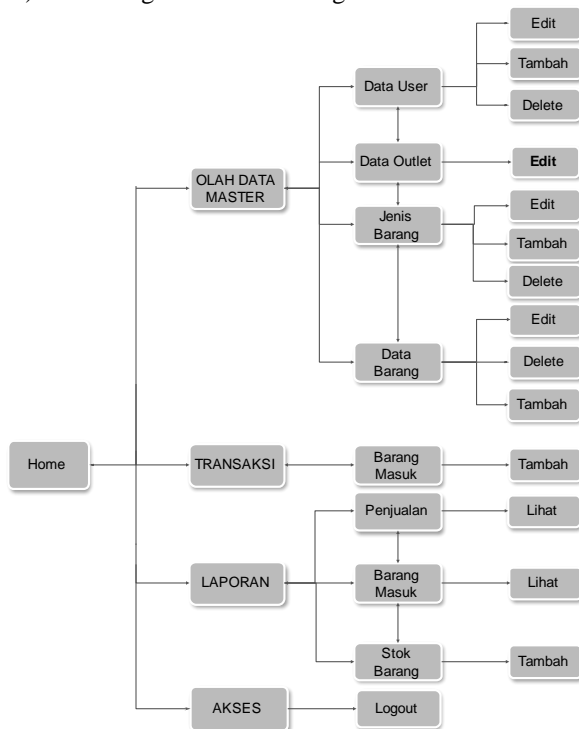 Edit
Data User
Tambah
Delete
OLAH DATA
MASTER
Data Outlet
Edit
Jenis
Barang
Edit
Tambah
Delete
Data
Barang
Edit
Delete
Tambah
Home
TRANSAKSI
Barang
Masuk
Tambah
Penjualan
Lihat
LAPORAN
Barang
Masuk
Lihat
Stok
Barang
Tambah
AKSES
Logout